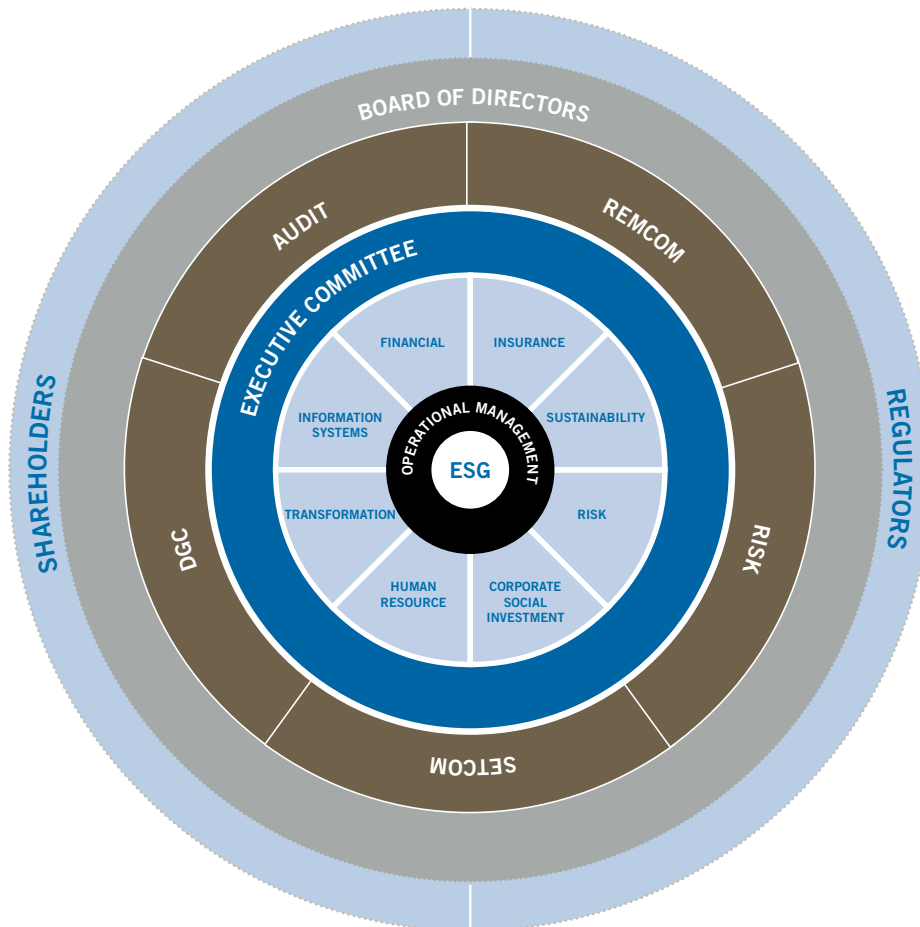 BOARD OF DIRECTORS
AUDIT
REMCOM
EXECUTIVE COMMITTEE
FINANCIAL
INSURANCE
SHAREHOLDERS
REGULATORS
INFORMATION
SYSTEMS
SUSTAINABILITY
OPERATIONAL MANAGEMENT
ESG
TRANSFORMATION
RISK
DGC
RISK
HUMAN
RESOURCE
CORPORATE
SOCIAL
INVESTMENT
SETCOM